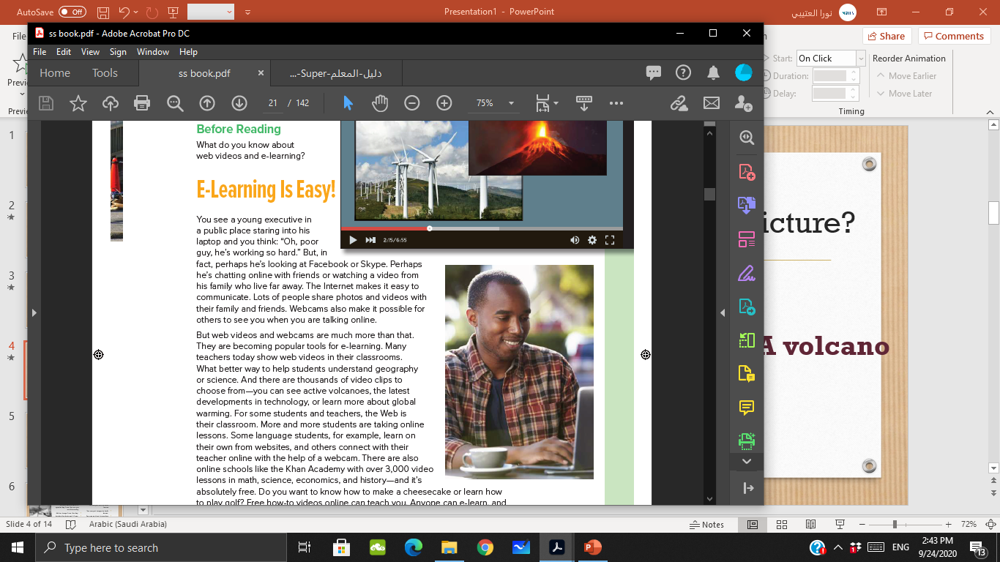 AutoSave Off
Presentation1 - PowerPoint
نورا العتيبي
File
Share
Comments
Start: On Click
Reorder Animation
Duration:
Move Earlier
Delay:
Move Later
Timing
Previ
Previ
ss book.pdf - Adobe Acrobat Pro DC
File Edit View Sign Window Help
Home Tools ss book.pdf × دليل-المعلم-Super-...
21 / 142 75%
Before Reading
What do you know about
web videos and e-learning?
E-Learning Is Easy!
You see a young executive in
a public place staring into his
laptop and you think: “Oh, poor
guy, he’s working so hard.” But, in
fact, perhaps he’s looking at Facebook or Skype. Perhaps
he’s chatting online with friends or watching a video from
his family who live far away. The Internet makes it easy to
communicate. Lots of people share photos and videos with
their family and friends. Webcams also make it possible for
others to see you when you are talking online.
But web videos and webcams are much more than that.
They are becoming popular tools for e-learning. Many
teachers today show web videos in their classrooms.
What better way to help students understand geography
or science. And there are thousands of video clips to
choose from—you can see active volcanoes, the latest
developments in technology, or learn more about global
warming. For some students and teachers, the Web is
their classroom. More and more students are taking online
lessons. Some language students, for example, learn on
their own from websites, and others connect with their
teacher online with the help of a webcam. There are also
online schools like the Khan Academy with over 3,000 video
lessons in math, science, economics, and history—and it’s
absolutely free. Do you want to know how to make a cheesecake or learn how
to play golf? Free how-to videos online can teach you. Anyone can e-learn, and
2:15/6:55
icture?
A volcano
1
2
3
4
5
6
Slide 4 of 14
Arabic (Saudi Arabia)
Notes
72%
Type here to search
ENG
2:43 PM
9/24/2020
13